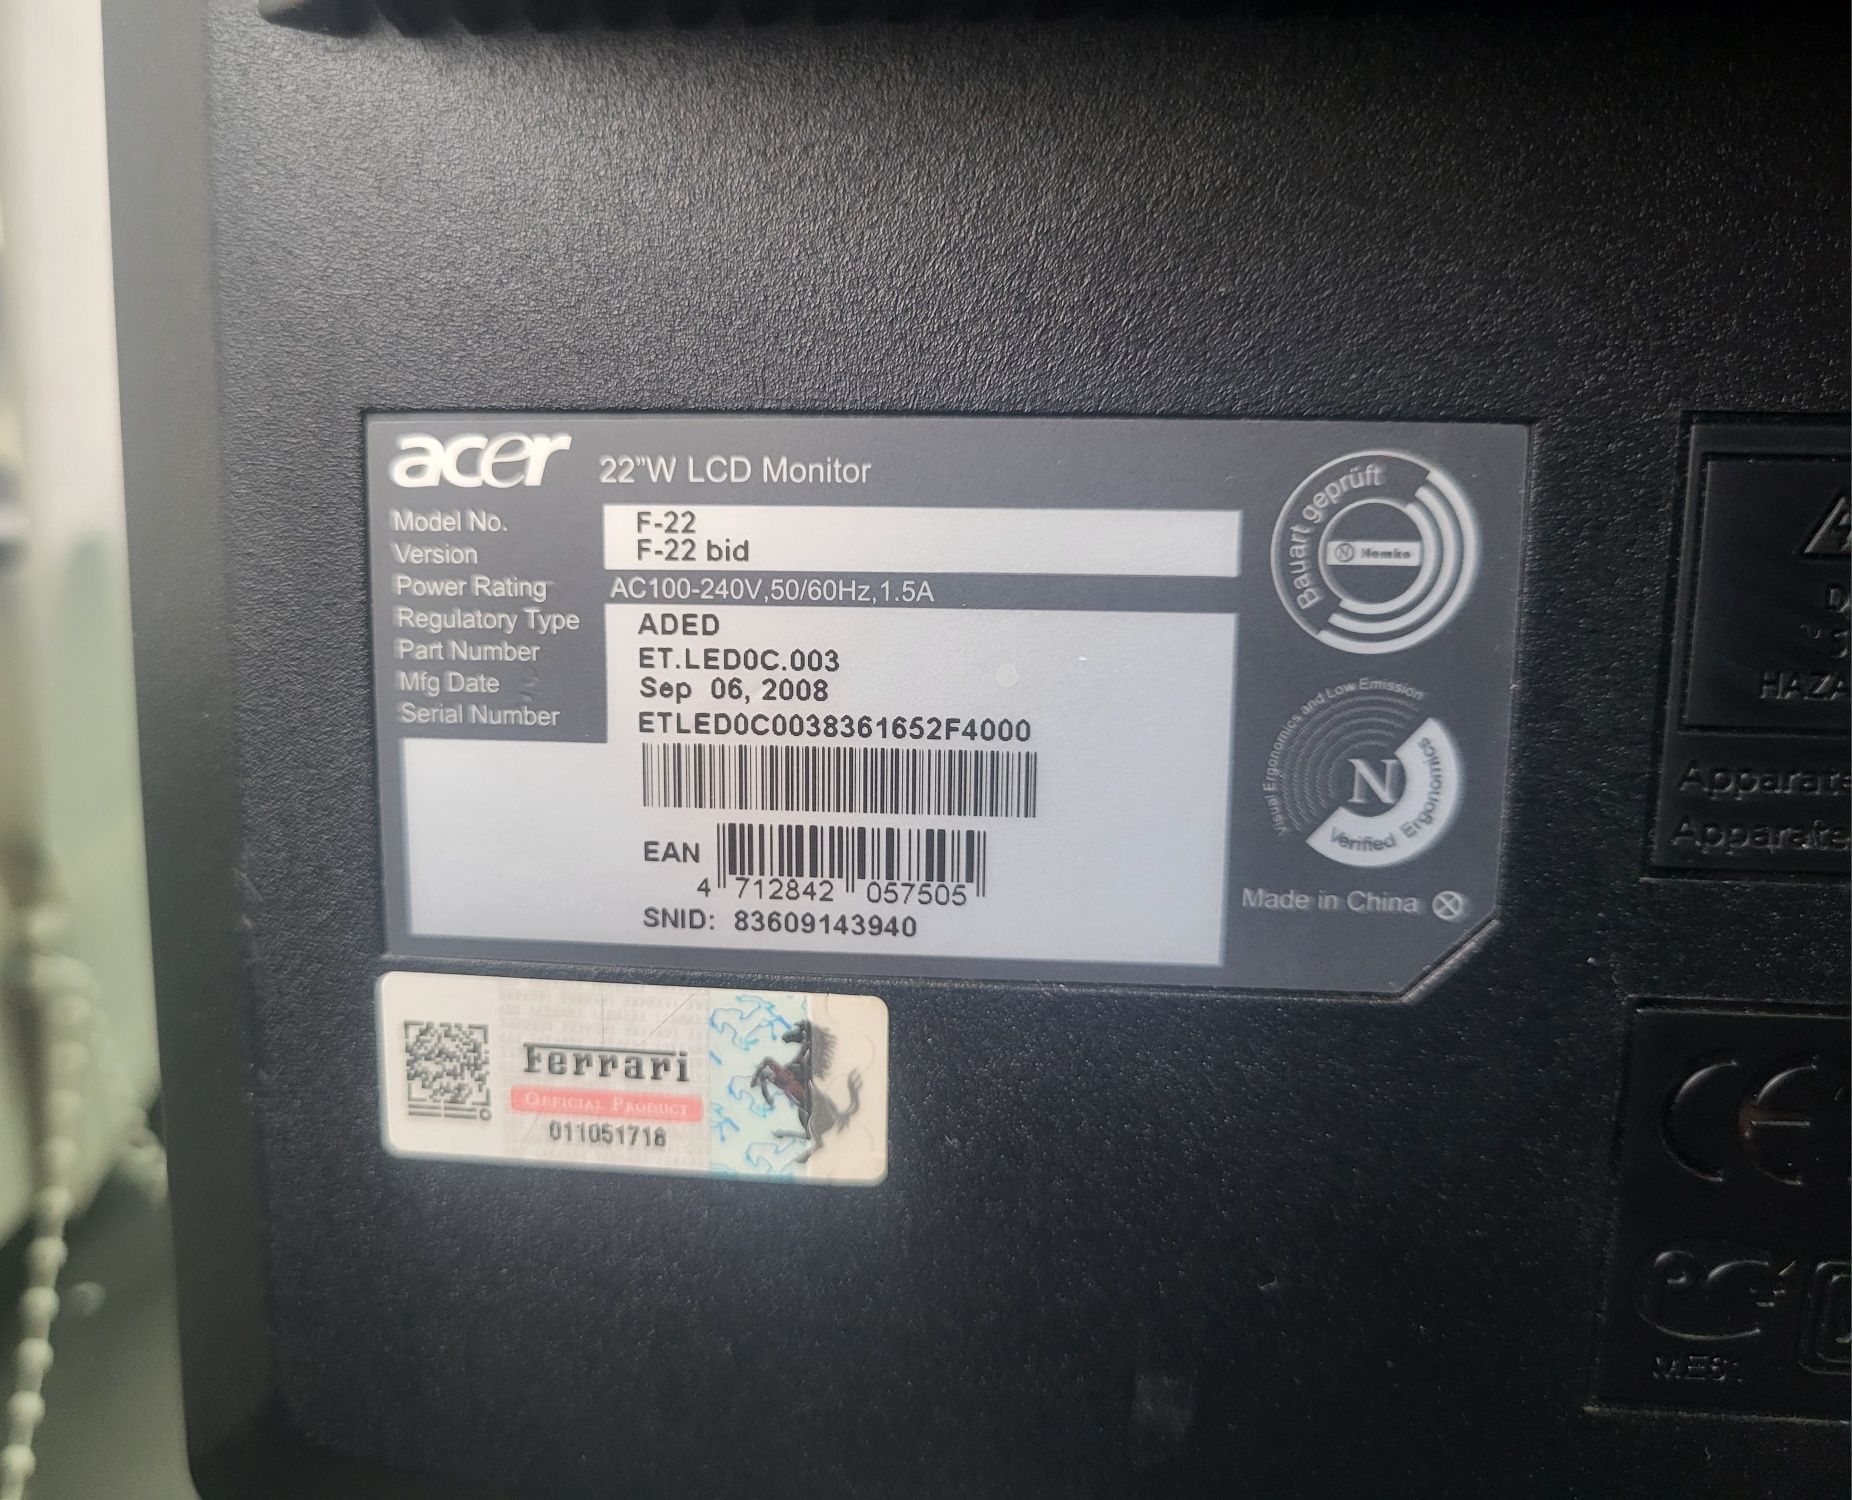 acer 22"W LCD Monitor
Model No. F-22
Version F-22 bid
Power Rating AC100-240V,50/60Hz,1.5A
Regulatory Type ADED
Part Number ET.LED0C.003
Mfg Date Sep 06, 2008
Serial Number ETLED0C0038361652F4000
EAN
4 712842 057505
SNID: 83609143940
Bauart geprüft
N Nemko
Visual Ergonomics and Low Emission
N
Verified Ergonomics
Made in China
Ferrari
OFFICIAL PRODUCT
011051718
HAZA
Apparate
Apparate
CE
ME61